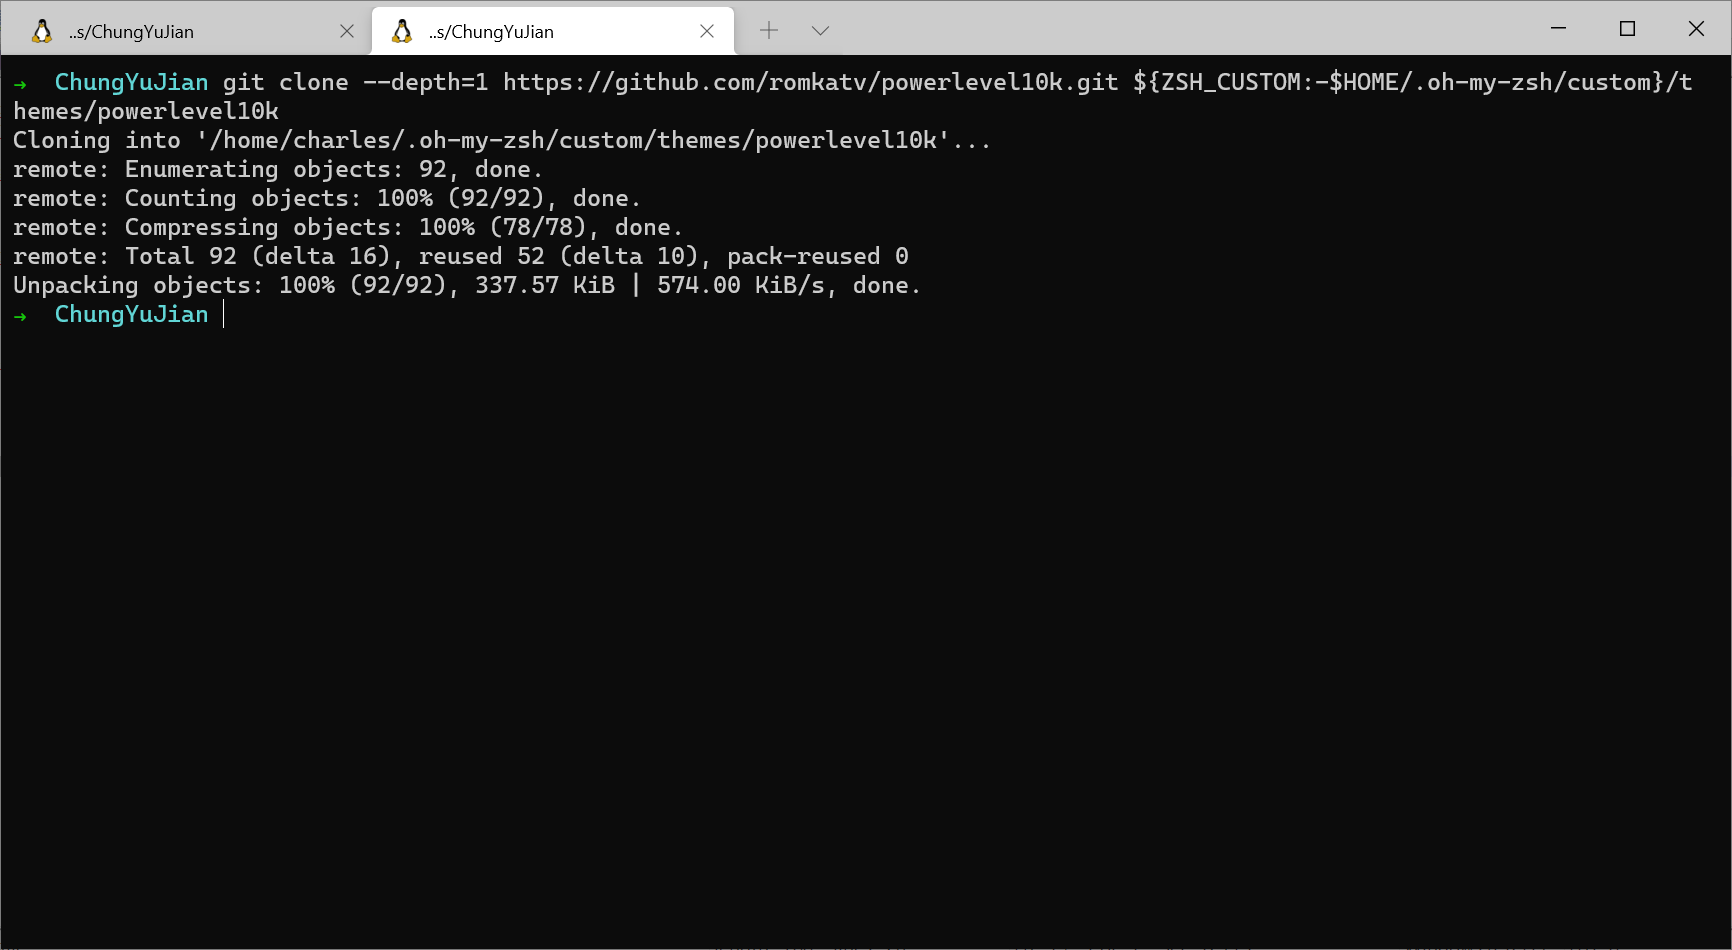 ..s/ChungYuJian
..s/ChungYuJian
→ ChungYuJian git clone --depth=1 https://github.com/romkatv/powerlevel10k.git ${ZSH_CUSTOM:-$HOME/.oh-my-zsh/custom}/t
hemes/powerlevel10k
Cloning into '/home/charles/.oh-my-zsh/custom/themes/powerlevel10k'...
remote: Enumerating objects: 92, done.
remote: Counting objects: 100% (92/92), done.
remote: Compressing objects: 100% (78/78), done.
remote: Total 92 (delta 16), reused 52 (delta 10), pack-reused 0
Unpacking objects: 100% (92/92), 337.57 KiB | 574.00 KiB/s, done.
→ ChungYuJian